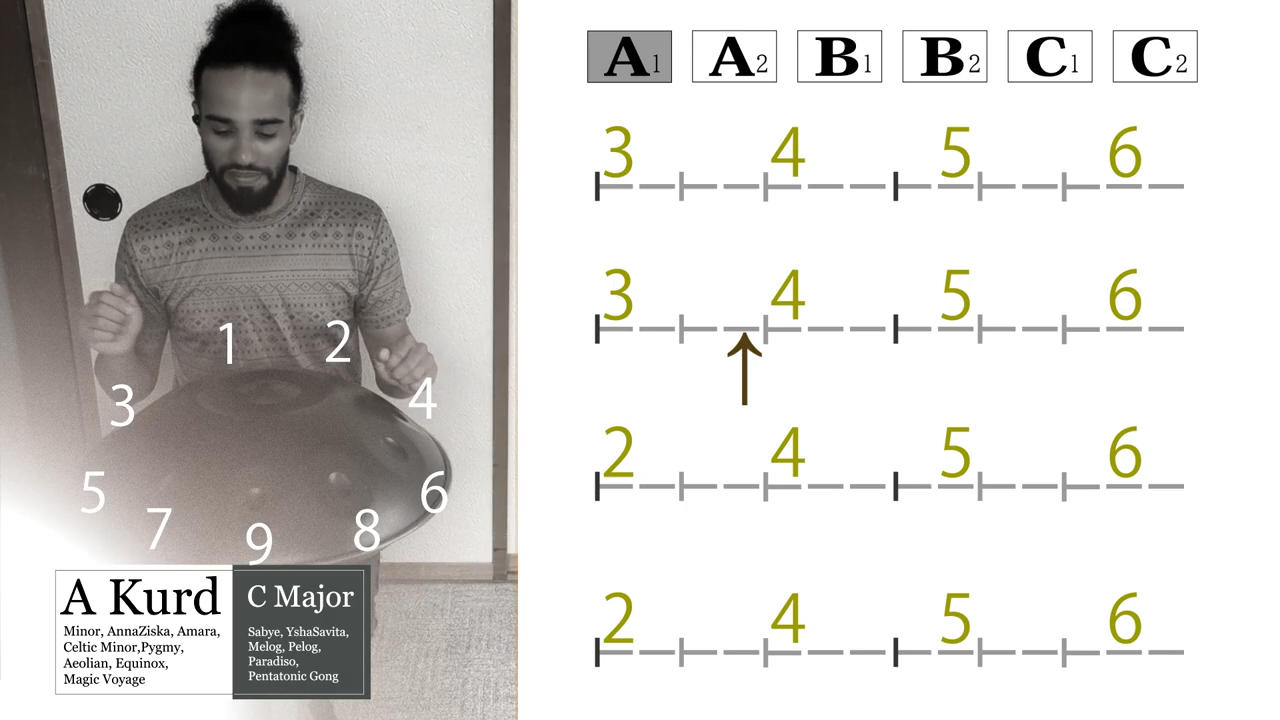 A1 A2 B1 B2 C1 C2
3 4 5 6
3 4 5 6
2 4 5 6
2 4 5 6
1 2
3 4
5 6
7 9 8
A Kurd
Minor, AnnaZiska, Amara,
Celtic Minor,Pygmy,
Aeolian, Equinox,
Magic Voyage
C Major
Sabye, YshaSavita,
Melog, Pelog,
Paradiso,
Pentatonic Gong